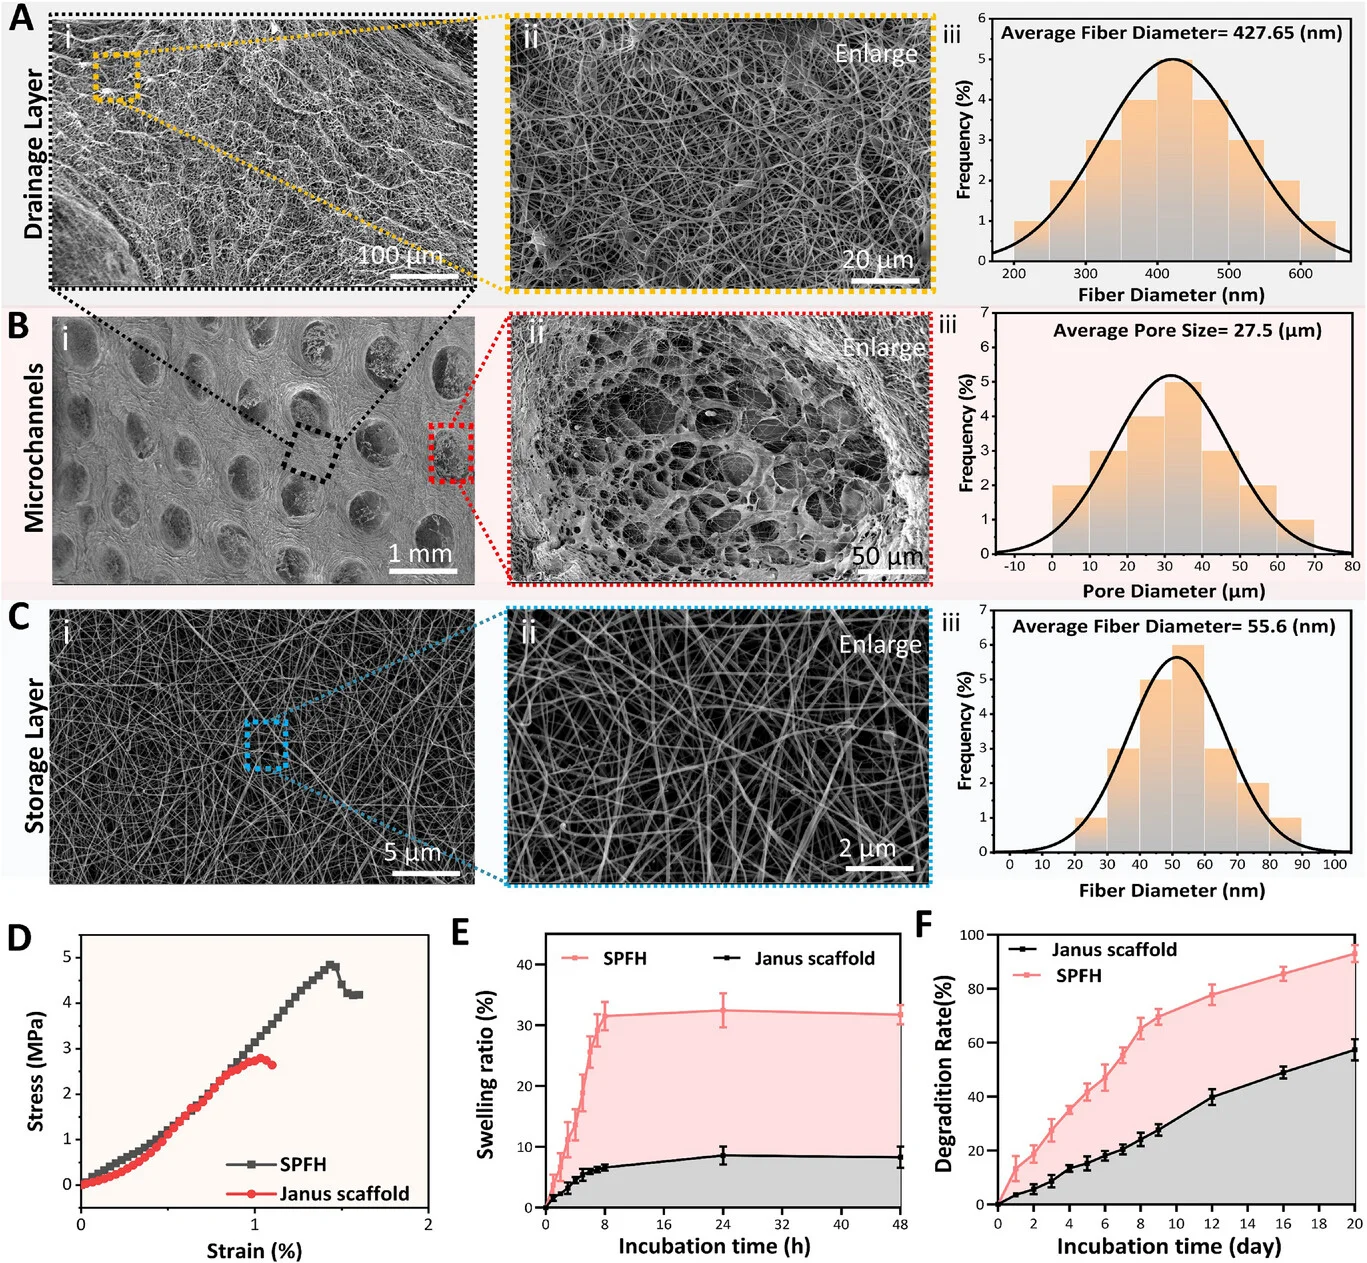 A
Drainage Layer
i
100 μm
ii
Enlarge
20 μm
iii
Average Fiber Diameter= 427.65 (nm)
Frequency (%)
6
5
4
3
2
1
0
200 300 400 500 600
Fiber Diameter (nm)
B
Microchannels
i
1 mm
ii
Enlarge
50 μm
iii
Average Pore Size= 27.5 (μm)
Frequency (%)
7
6
5
4
3
2
1
0
-10 0 10 20 30 40 50 60 70 80
Pore Diameter (μm)
C
Storage Layer
i
5 μm
ii
Enlarge
2 μm
iii
Average Fiber Diameter= 55.6 (nm)
Frequency (%)
7
6
5
4
3
2
1
0
0 10 20 30 40 50 60 70 80 90 100
Fiber Diameter (nm)
D
Stress (MPa)
5
4
3
2
1
0
SPFH
Janus scaffold
0 1 2
Strain (%)
E
Swelling ratio (%)
SPFH Janus scaffold
40
30
20
10
0
0 8 16 24 32 40 48
Incubation time (h)
F
Degradition Rate(%)
Janus scaffold
SPFH
100
80
60
40
20
0
0 2 4 6 8 10 12 14 16 18 20
Incubation time (day)